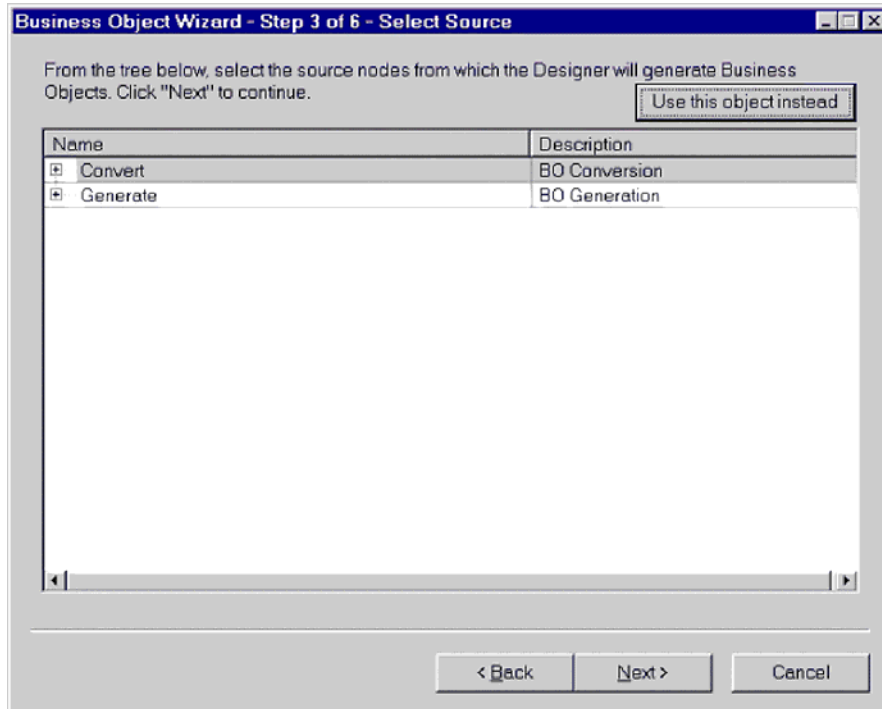 Business Object Wizard - Step 3 of 6 - Select Source
From the tree below, select the source nodes from which the Designer will generate Business
Objects. Click "Next" to continue.
Use this object instead
Name Description
Convert BO Conversion
Generate BO Generation
< Back Next > Cancel